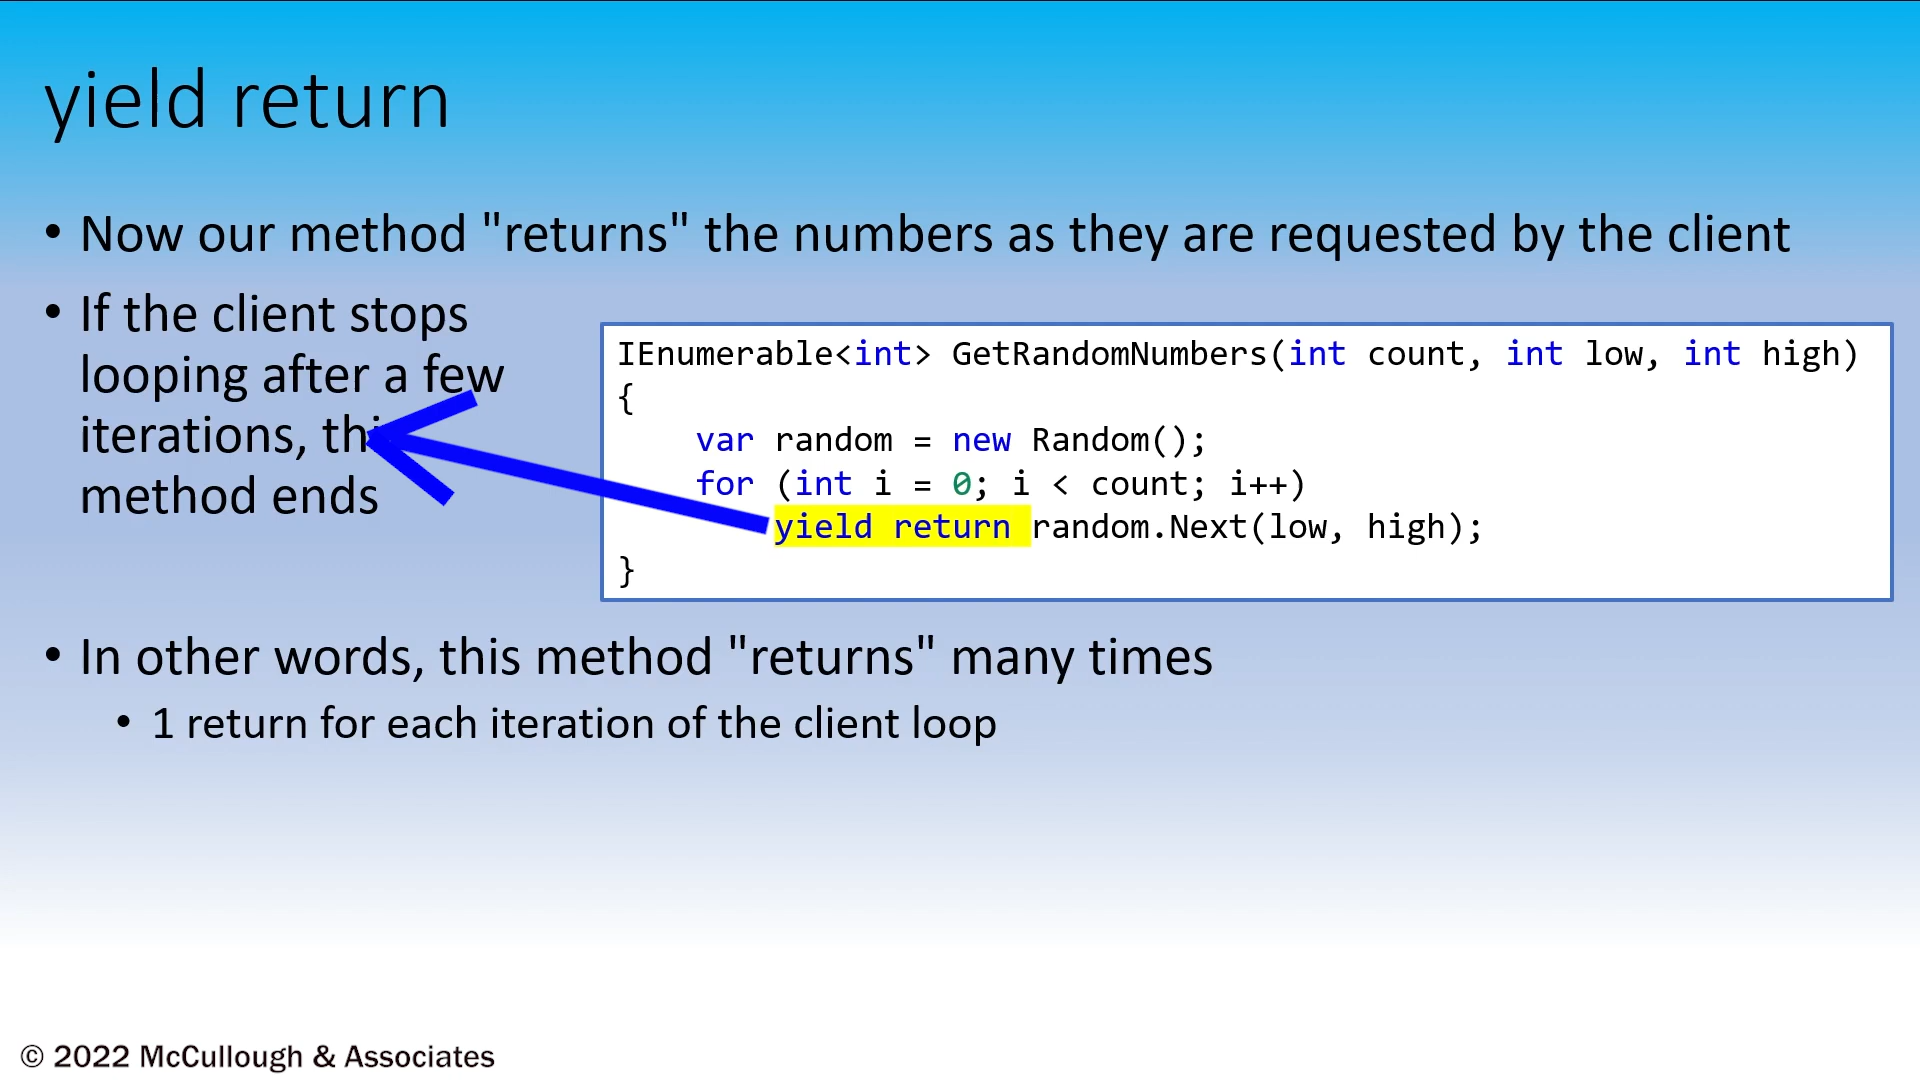 yield return
• Now our method "returns" the numbers as they are requested by the client
• If the client stops
looping after a few
iterations,
method ends
IEnumerable<int> GetRandomNumbers(int count, int low, int high)
{
    var random = new Random();
    for (int i = 0; i < count; i++)
        yield return random.Next(low, high);
}
• In other words, this method "returns" many times
• 1 return for each iteration of the client loop
© 2022 McCullough & Associates